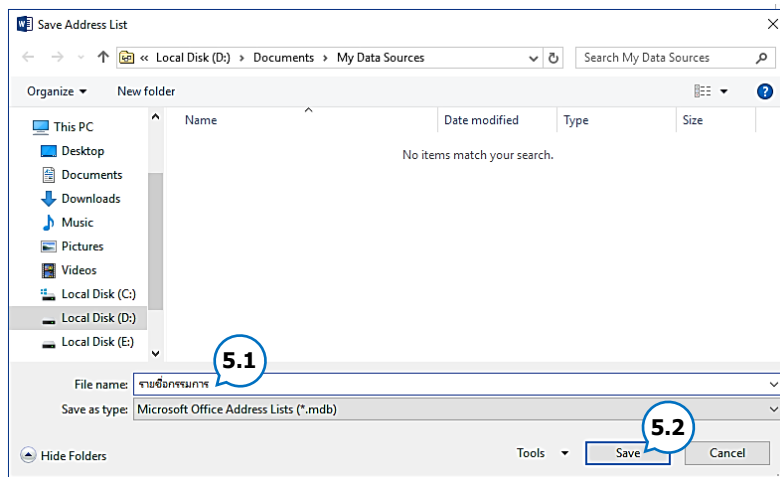 Save Address List
« Local Disk (D:) › Documents › My Data Sources
Search My Data Sources
Organize
New folder
Name
Date modified
Type
Size
This PC
No items match your search.
Desktop
Documents
Downloads
Music
Pictures
Videos
Local Disk (C:)
Local Disk (D:)
Local Disk (E:)
5.1
File name: รายชื่อกรรมการ
Save as type: Microsoft Office Address Lists (*.mdb)
5.2
Hide Folders
Tools
Save
Cancel